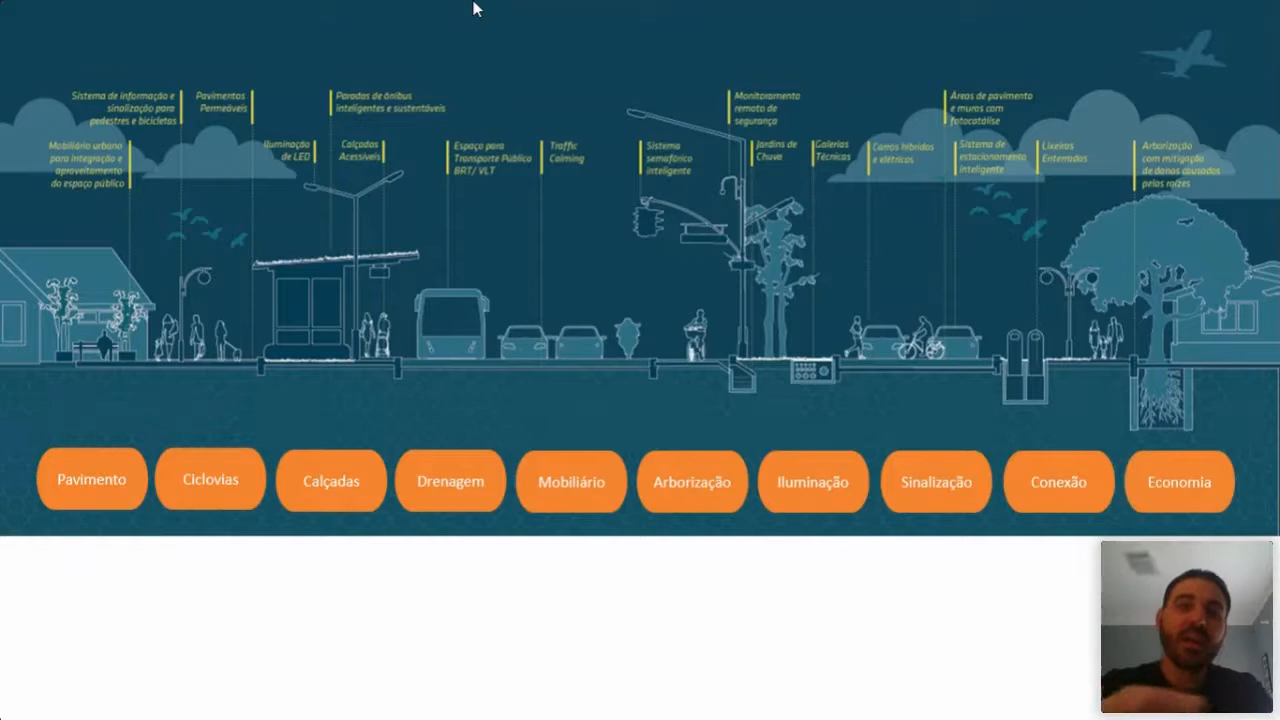 Sistema de informação e
sinalização para
pedestres e bicicletas
Pavimentos
Permeáveis
Paradas de ônibus
inteligentes e sustentáveis
Monitoramento
remoto de
segurança
Áreas de pavimento
e muros com
fotocatálise
Mobiliário urbano
para integração e
aproveitamento
do espaço público
Iluminação
de LED
Calçadas
Acessíveis
Espaço para
Transporte Público
BRT/ VLT
Traffic
Calming
Sistema
semafórico
inteligente
Jardins de
Chuva
Galerias
Técnicas
Carros híbridos
e elétricos
Sistema de
estacionamento
inteligente
Lixeiras
Enterradas
Arborização
com mitigação
de danos causados
pelas raízes
Pavimento
Ciclovias
Calçadas
Drenagem
Mobiliário
Arborização
Iluminação
Sinalização
Conexão
Economia